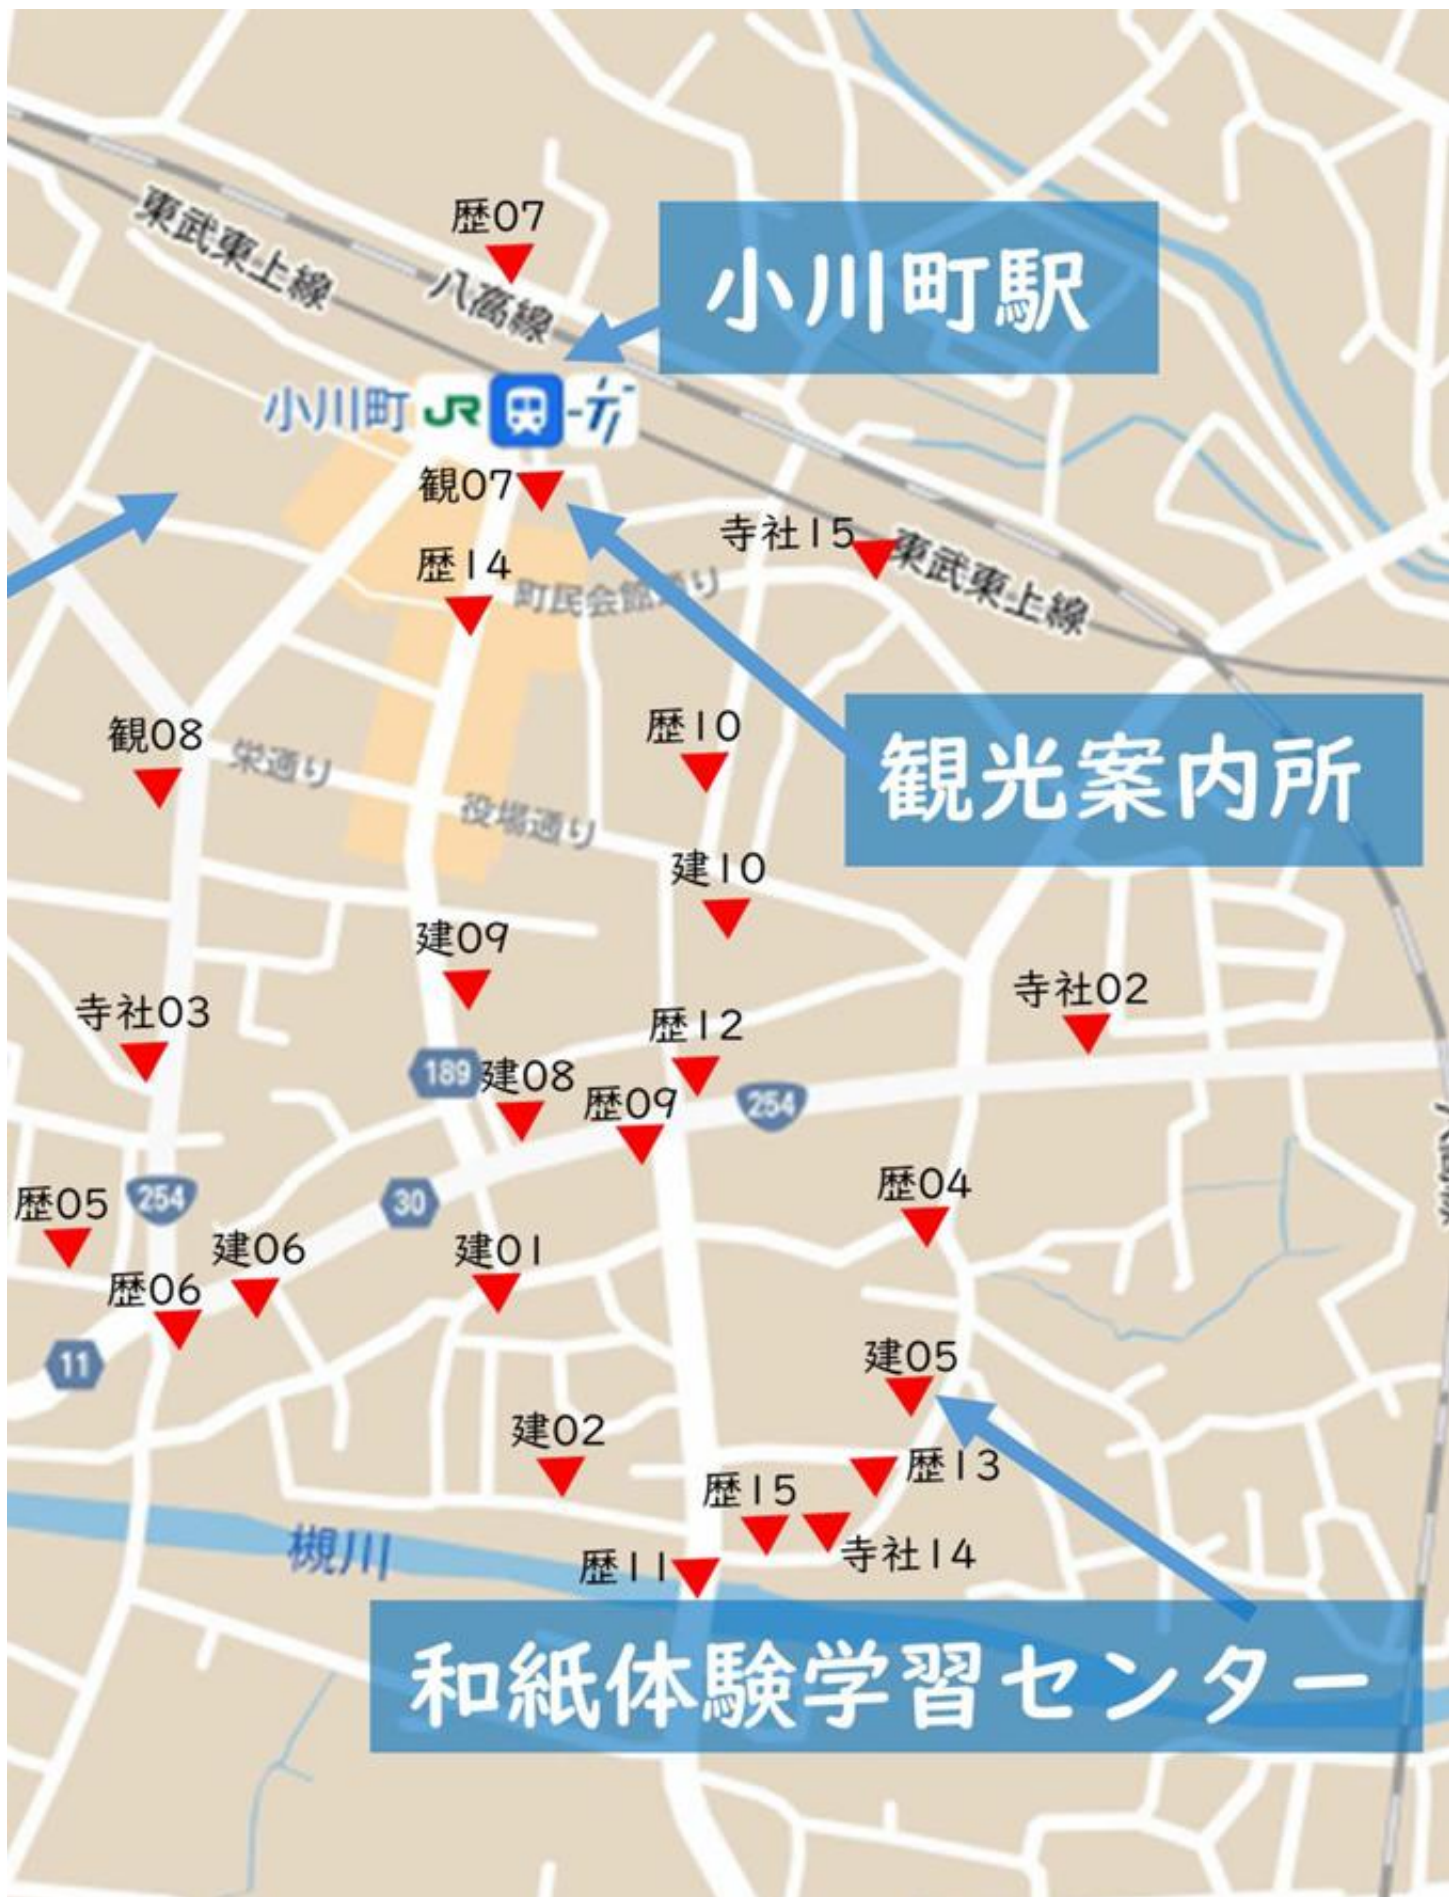 歴07
東武東上線
八高線
小川町駅
小川町 JR
観07
寺社15
東武東上線
歴14
町民会館通り
観光案内所
歴10
観08
栄通り
役場通り
建10
建09
寺社02
寺社03
歴12
189
建08
歴09
254
歴04
歴05
254
30
建06
建01
歴06
11
建05
建02
歴13
歴15
槻川
歴11
寺社14
和紙体験学習センター